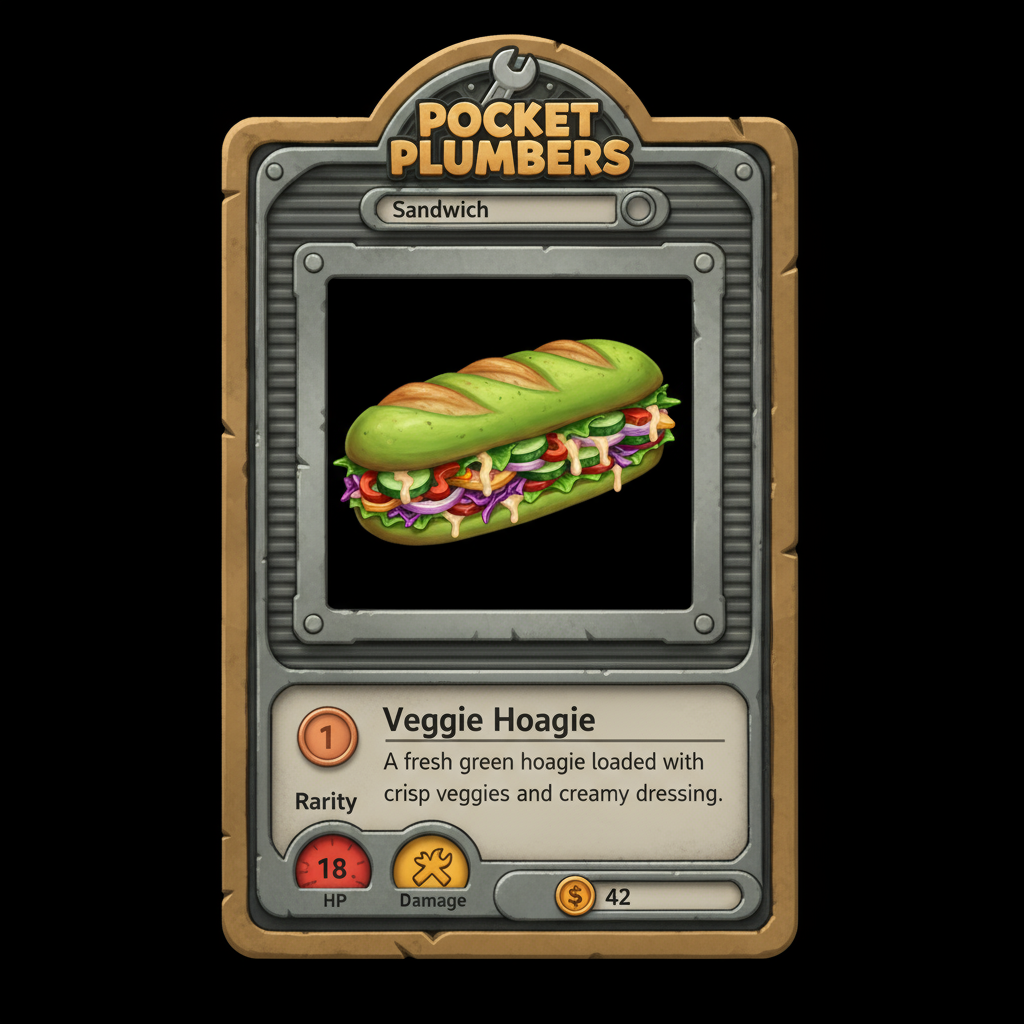 POCKET
PLUMBERS
Sandwich
1
Veggie Hoagie
A fresh green hoagie loaded with
crisp veggies and creamy dressing.
Rarity
18
HP
Damage
$ 42